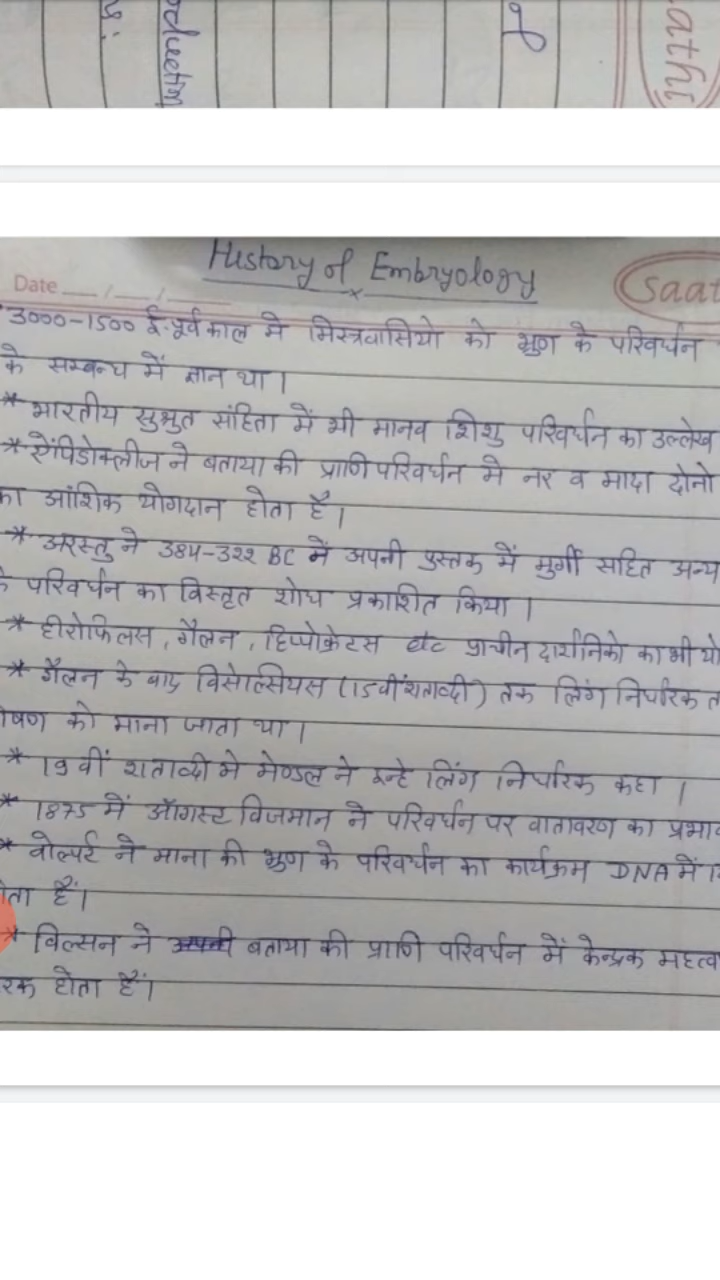 oduction
g
athi
History of Embryology
Date
Saat
3000-1500 ई.पूर्व काल मे मिस्त्रवासियो को भ्रुण के परिवर्धन
के सम्बन्ध में ज्ञान था।
* भारतीय सुश्रुत संहिता में भी मानव शिशु परिवर्धन का उल्लेख
* ऐंपिडोक्लीज ने बताया की प्राणि परिवर्धन मे नर व मादा दोनो
का आंशिक योगदान होता है।
* अरस्तु ने 384-322 BC में अपनी पुस्तक में मुर्गी सहित अन्य
के परिवर्धन का विस्तृत शोध प्रकाशित किया।
* हीरोफिलस, गैलन, हिप्पोक्रेटस etc प्राचीन दार्शनिको का भी यो
* गैलन के बाद विसेल्सियस (15वीं शताब्दी) तक लिंग निर्धारक त
षण को माना जाता था।
* 19 वीं शताब्दी मे मेण्डल ने इन्हे लिंग निर्धारक कहा।
* 1875 में ऑगस्ट विजमान ने परिवर्धन पर वातावरण का प्रभाव
* वोल्पर्ट ने माना की भ्रुण के परिवर्धन का कार्यक्रम DNA में
ोता हैं।
* विल्सन ने बताया की प्राणि परिवर्धन में केन्द्रक महत्व
रक होता हैं।